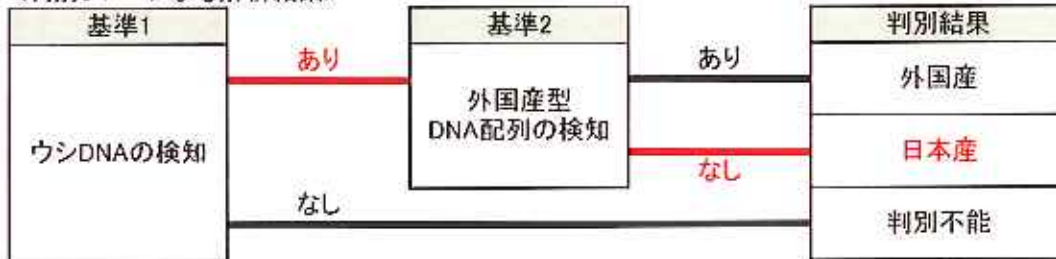 基準1
基準2
判別結果
あり
あり
外国産
外国産型
DNA配列の検知
ウシDNAの検知
日本産
なし
なし
判別不能